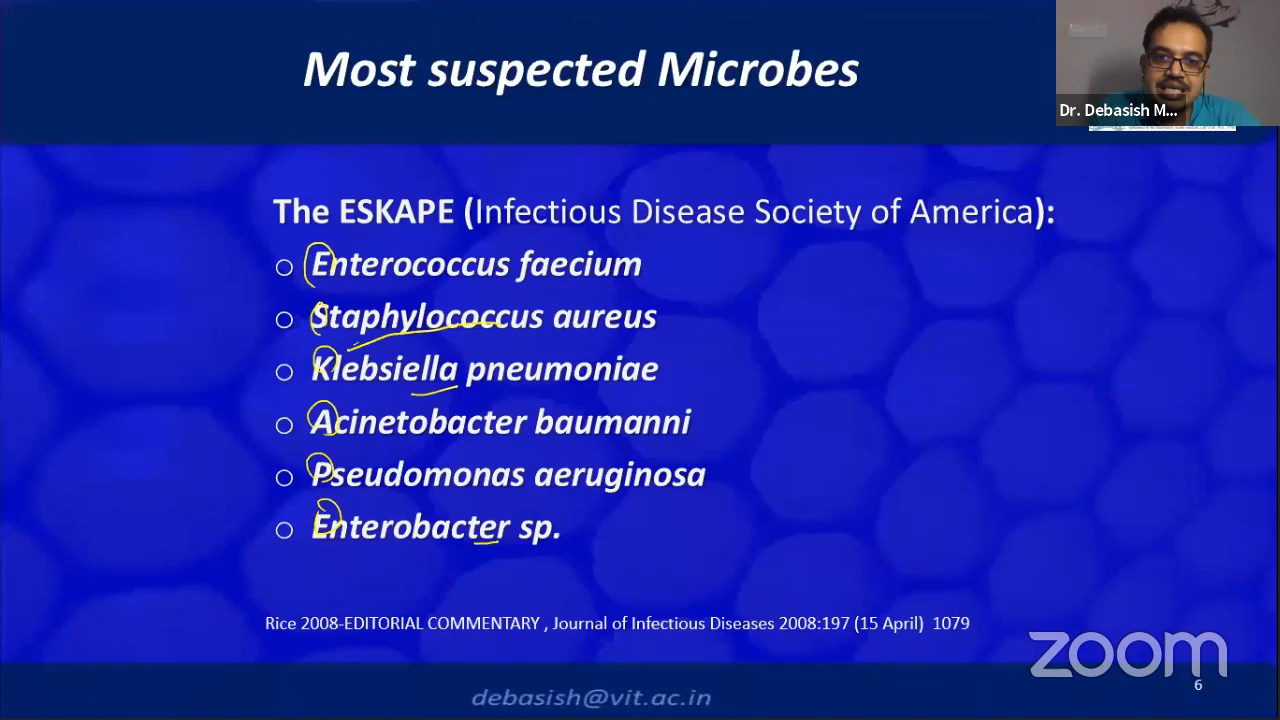 Most suspected Microbes
Dr. Debasish M...
The ESKAPE (Infectious Disease Society of America):
Enterococcus faecium
Staphylococcus aureus
Klebsiella pneumoniae
Acinetobacter baumanni
Pseudomonas aeruginosa
Enterobacter sp.
Rice 2008-EDITORIAL COMMENTARY , Journal of Infectious Diseases 2008:197 (15 April) 1079
zoom
6
debasish@vit.ac.in